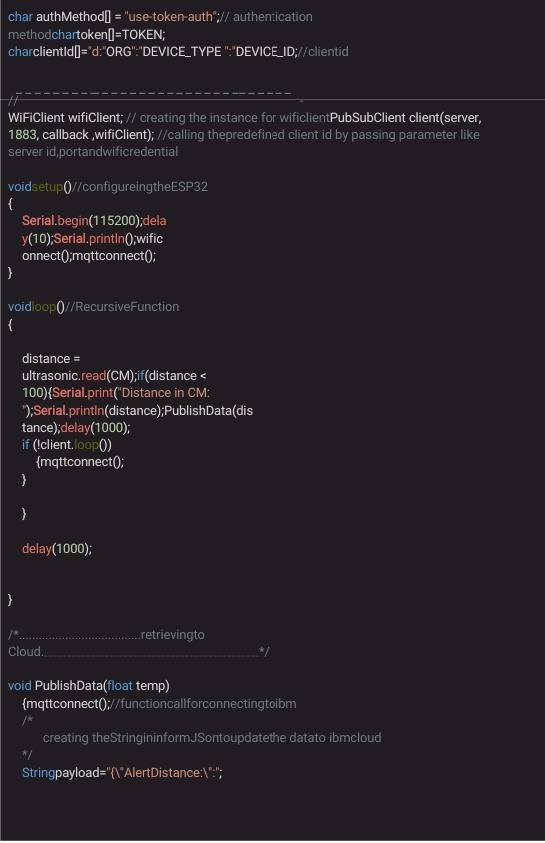 char authMethod[] = "use-token-auth";// authentication
methodchartoken[]=TOKEN;
charclientId[]="d:"ORG":"DEVICE_TYPE ":"DEVICE_ID;//clientid
//______________________________-
WiFiClient wifiClient; // creating the instance for wificlientPubSubClient client(server,
1883, callback ,wifiClient); //calling thepredefined client id by passing parameter like
server id,portandwificredential
voidsetup()//configureingtheESP32
{
Serial.begin(115200);dela
y(10);Serial.println();wific
onnect();mqttconnect();
}
voidloop()//RecursiveFunction
{
distance =
ultrasonic.read(CM);if(distance <
100){Serial.print("Distance in CM:
");Serial.println(distance);PublishData(dis
tance);delay(1000);
if (!client.loop())
{mqttconnect();
}
}
delay(1000);
}
/*.....................................retrievingto
Cloud.................................................................*/
void PublishData(float temp)
{mqttconnect();//functioncallforconnectingtoibm
/*
creating theStringininformJSontoupdatethe datato ibmcloud
*/
Stringpayload="{\"AlertDistance:\":";